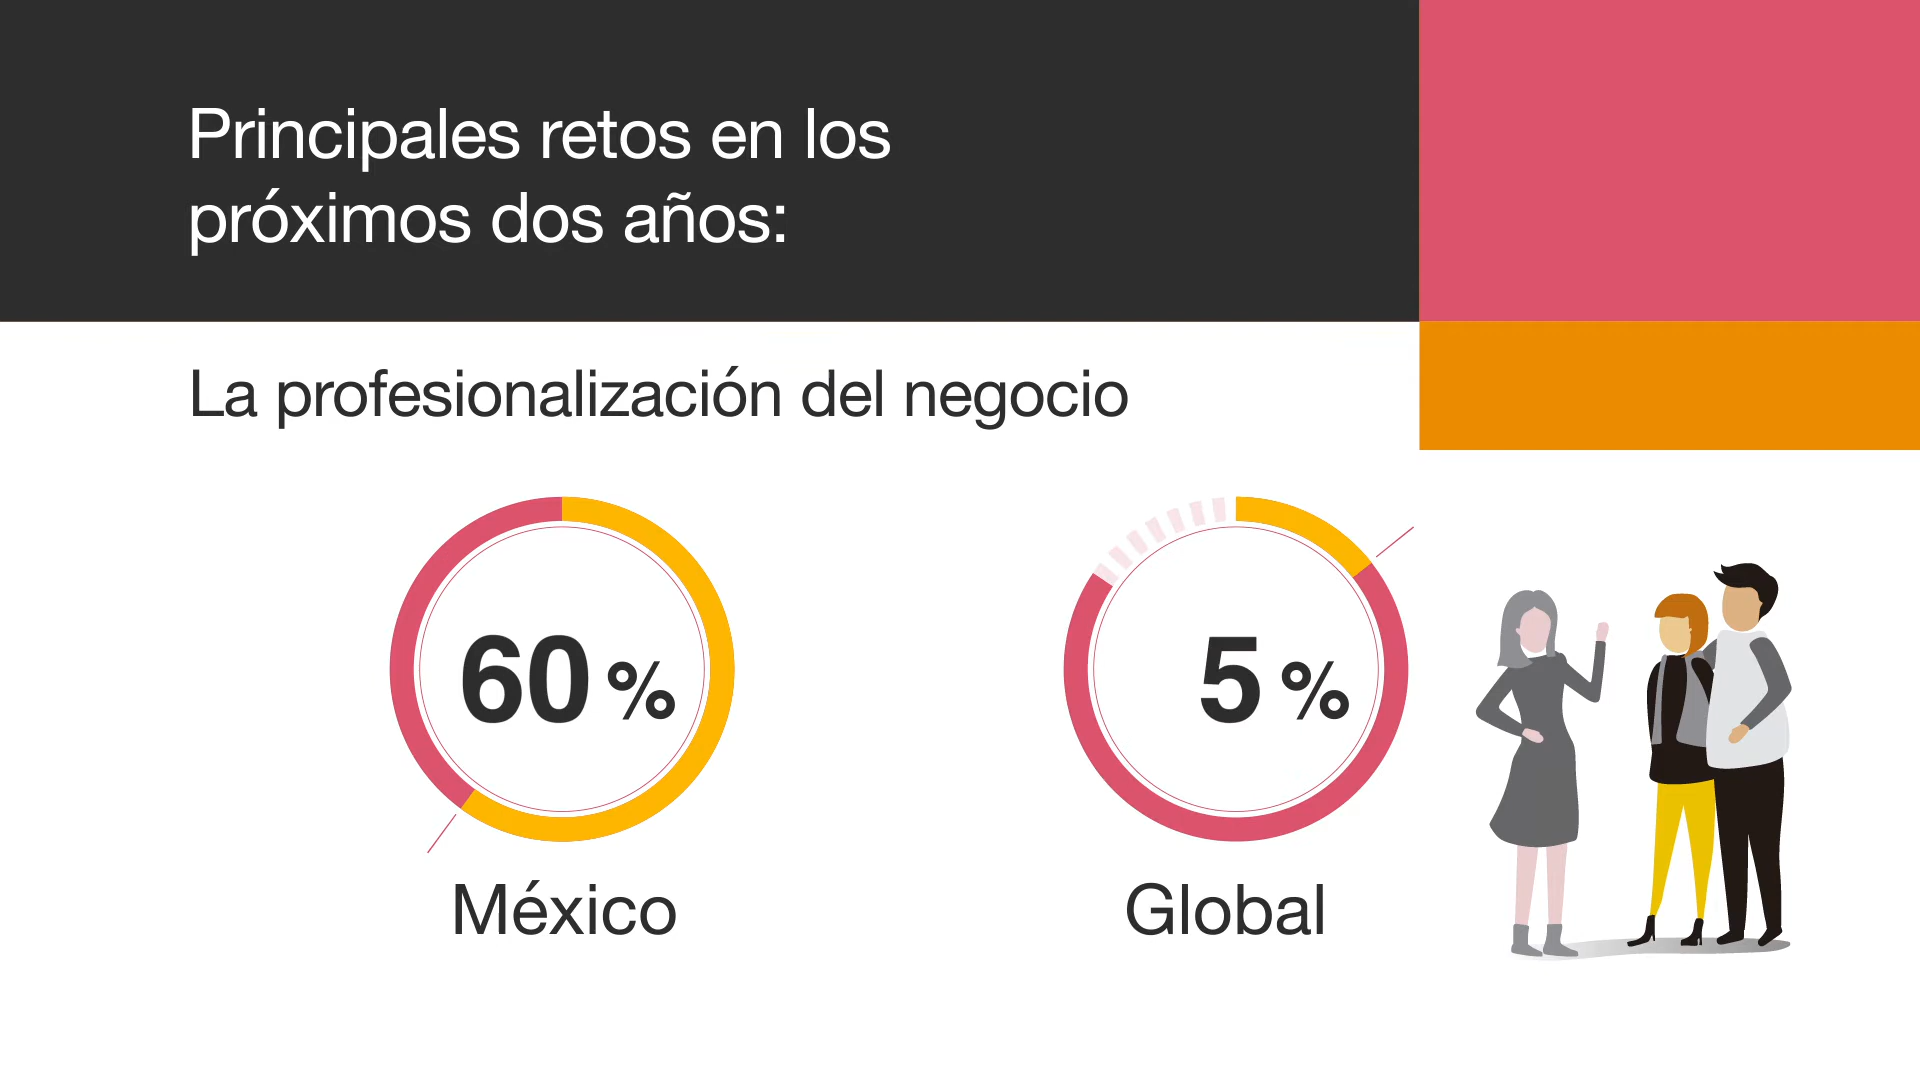 Principales retos en los
próximos dos años:
La profesionalización del negocio
60 %
5 %
México
Global